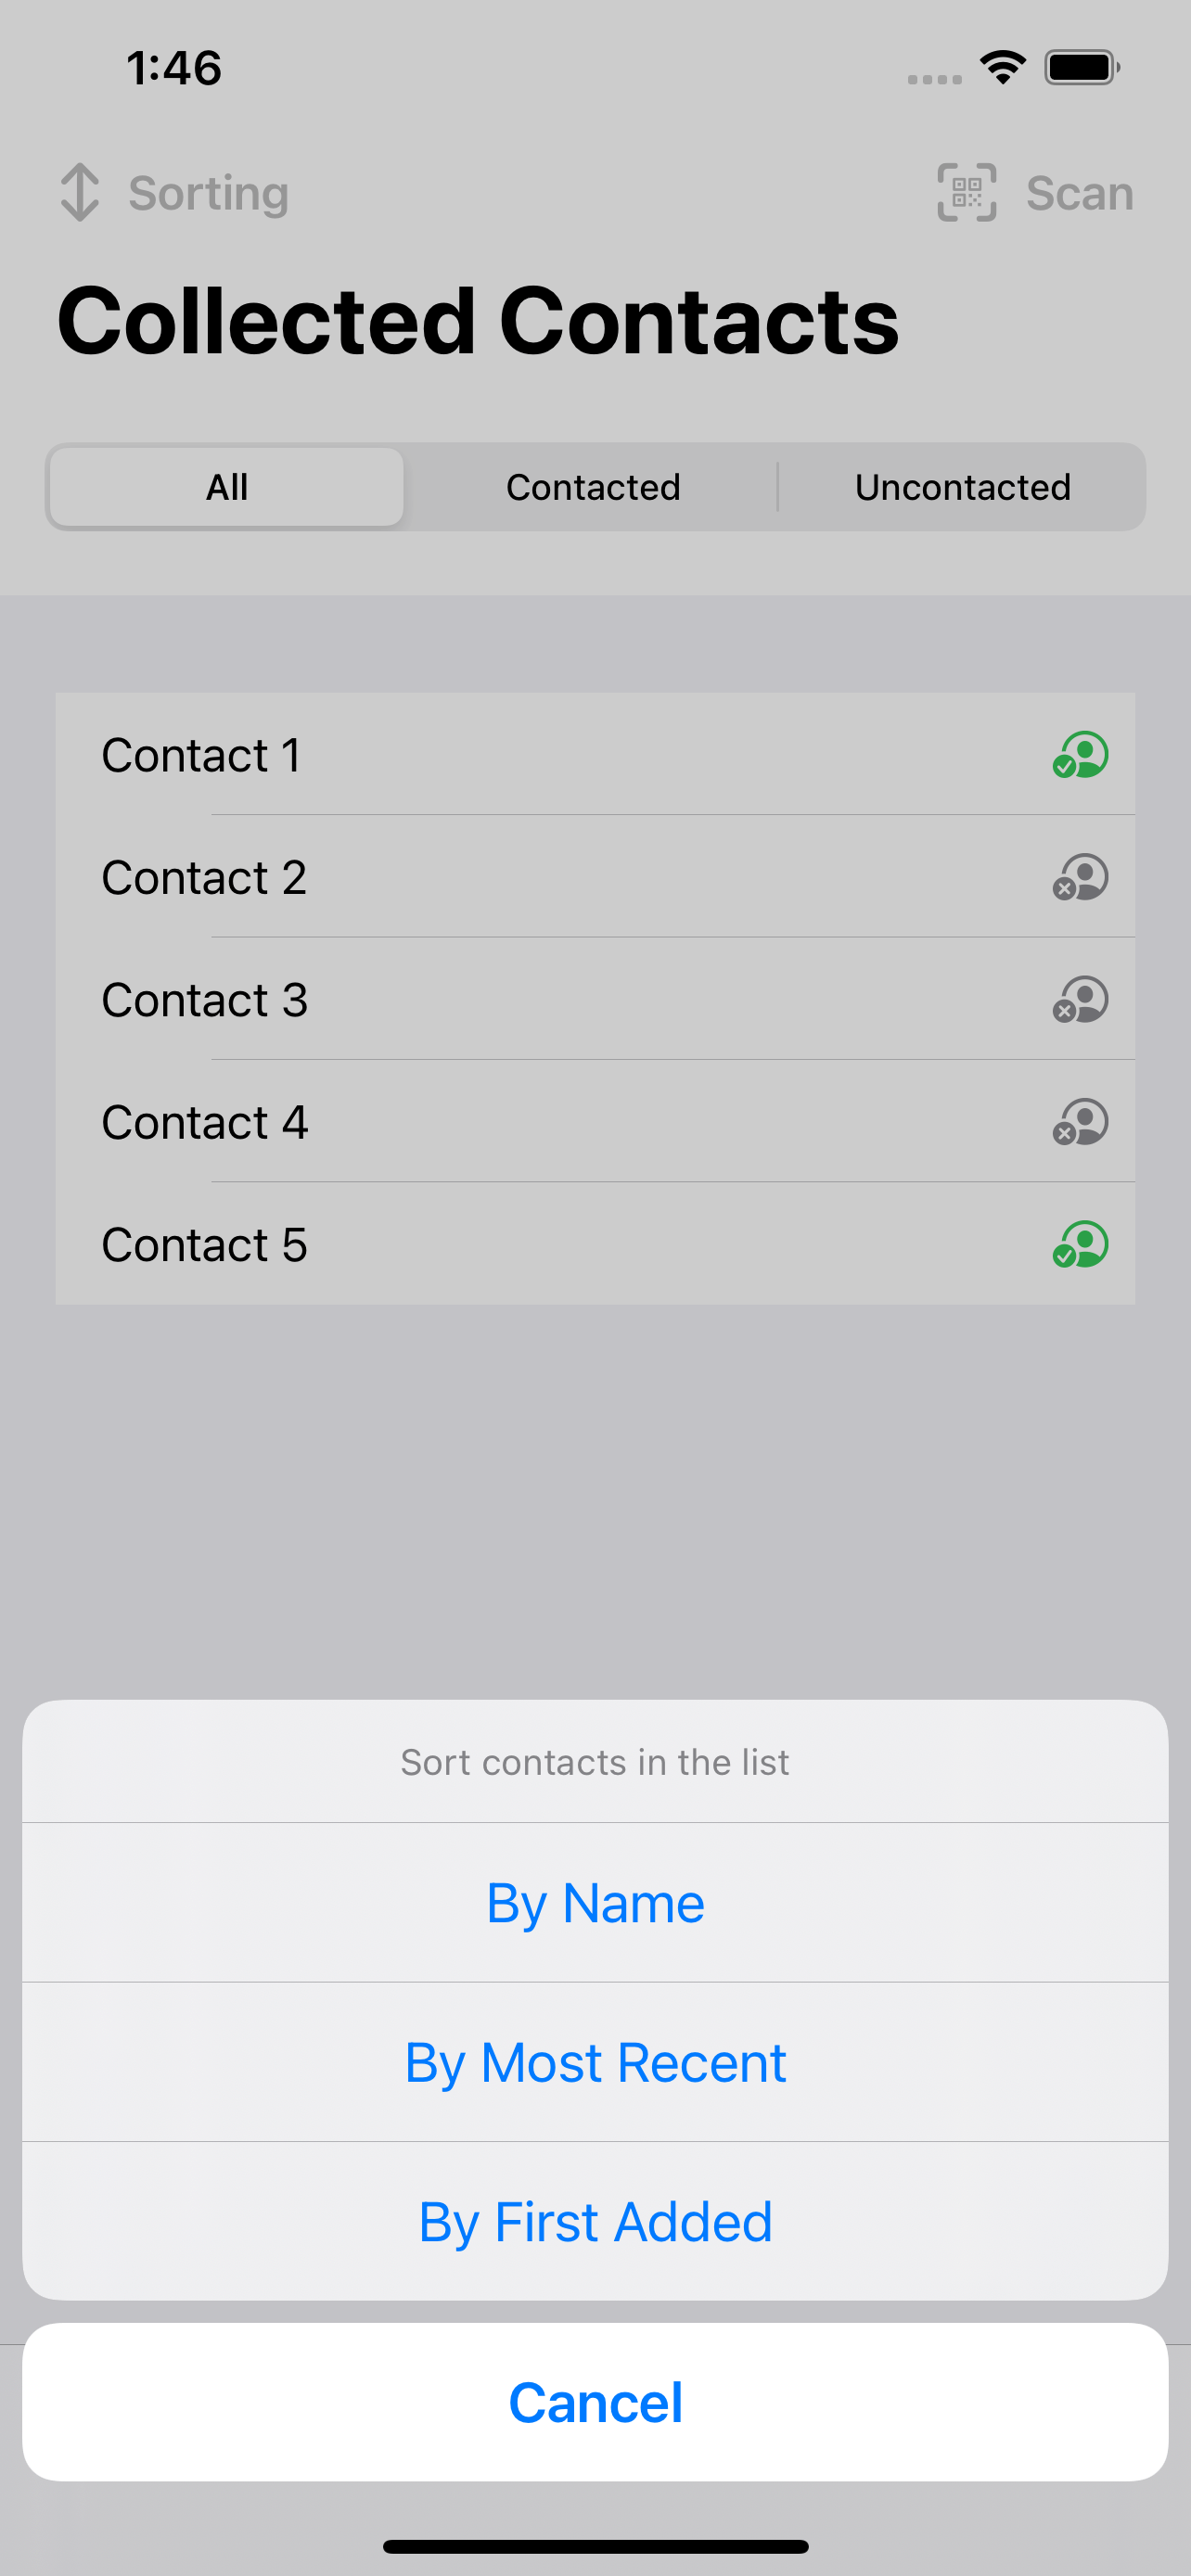 1:46
Sorting Scan
Collected Contacts
All Contacted Uncontacted
Contact 1
Contact 2
Contact 3
Contact 4
Contact 5
Sort contacts in the list
By Name
By Most Recent
By First Added
Cancel